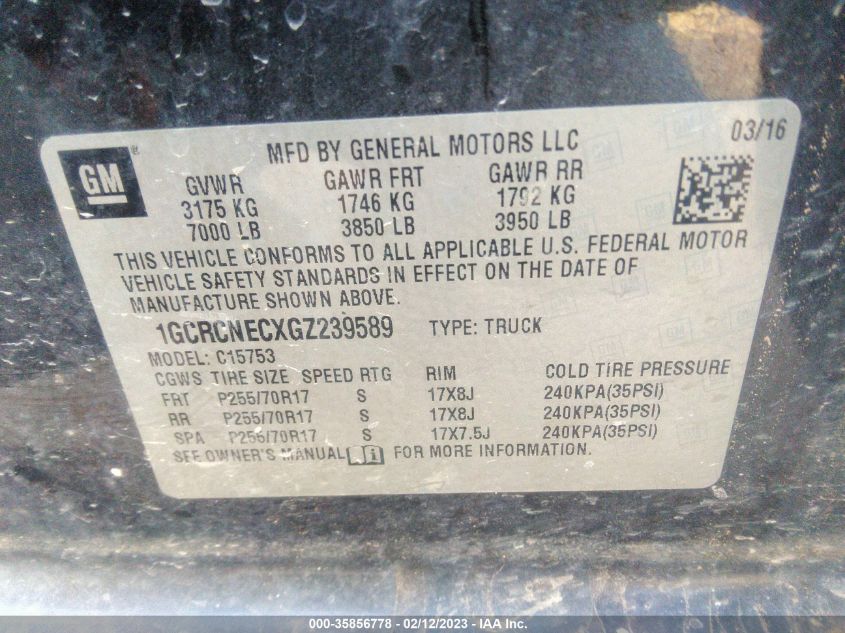 MFD BY GENERAL MOTORS LLC 03/16
GM®
GVWR GAWR FRT GAWR RR
3175 KG 1746 KG 1792 KG
7000 LB 3850 LB 3950 LB
THIS VEHICLE CONFORMS TO ALL APPLICABLE U.S. FEDERAL MOTOR
VEHICLE SAFETY STANDARDS IN EFFECT ON THE DATE OF
MANUFACTURE SHOWN ABOVE.
1GCRCNECXGZ239589 TYPE: TRUCK
MODEL: C15753
CGWS TIRE SIZE SPEED RTG RIM COLD TIRE PRESSURE
FRT P255/70R17 S 17X8J 240KPA(35PSI)
RR P255/70R17 S 17X8J 240KPA(35PSI)
SPA P255/70R17 S 17X7.5J 240KPA(35PSI)
SEE OWNER'S MANUAL FOR MORE INFORMATION.
000-35856778 - 02/12/2023 - IAAI.com